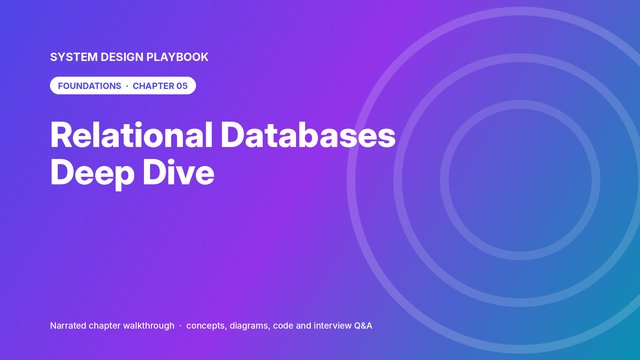 SYSTEM DESIGN PLAYBOOK
FOUNDATIONS · CHAPTER 05
Relational Databases
Deep Dive
Narrated chapter walkthrough · concepts, diagrams, code and interview Q&A